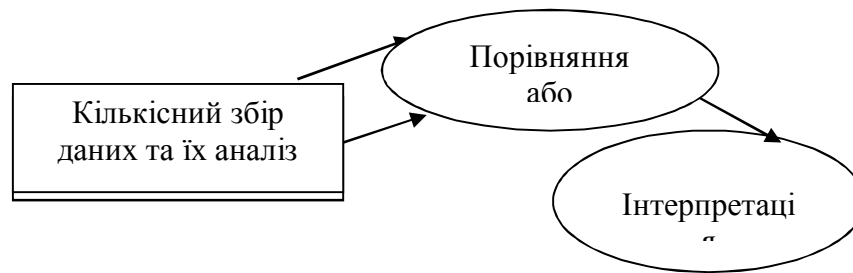 Порівняння
або
Кількісний збір
даних та їх аналіз
Інтерпретаці
я